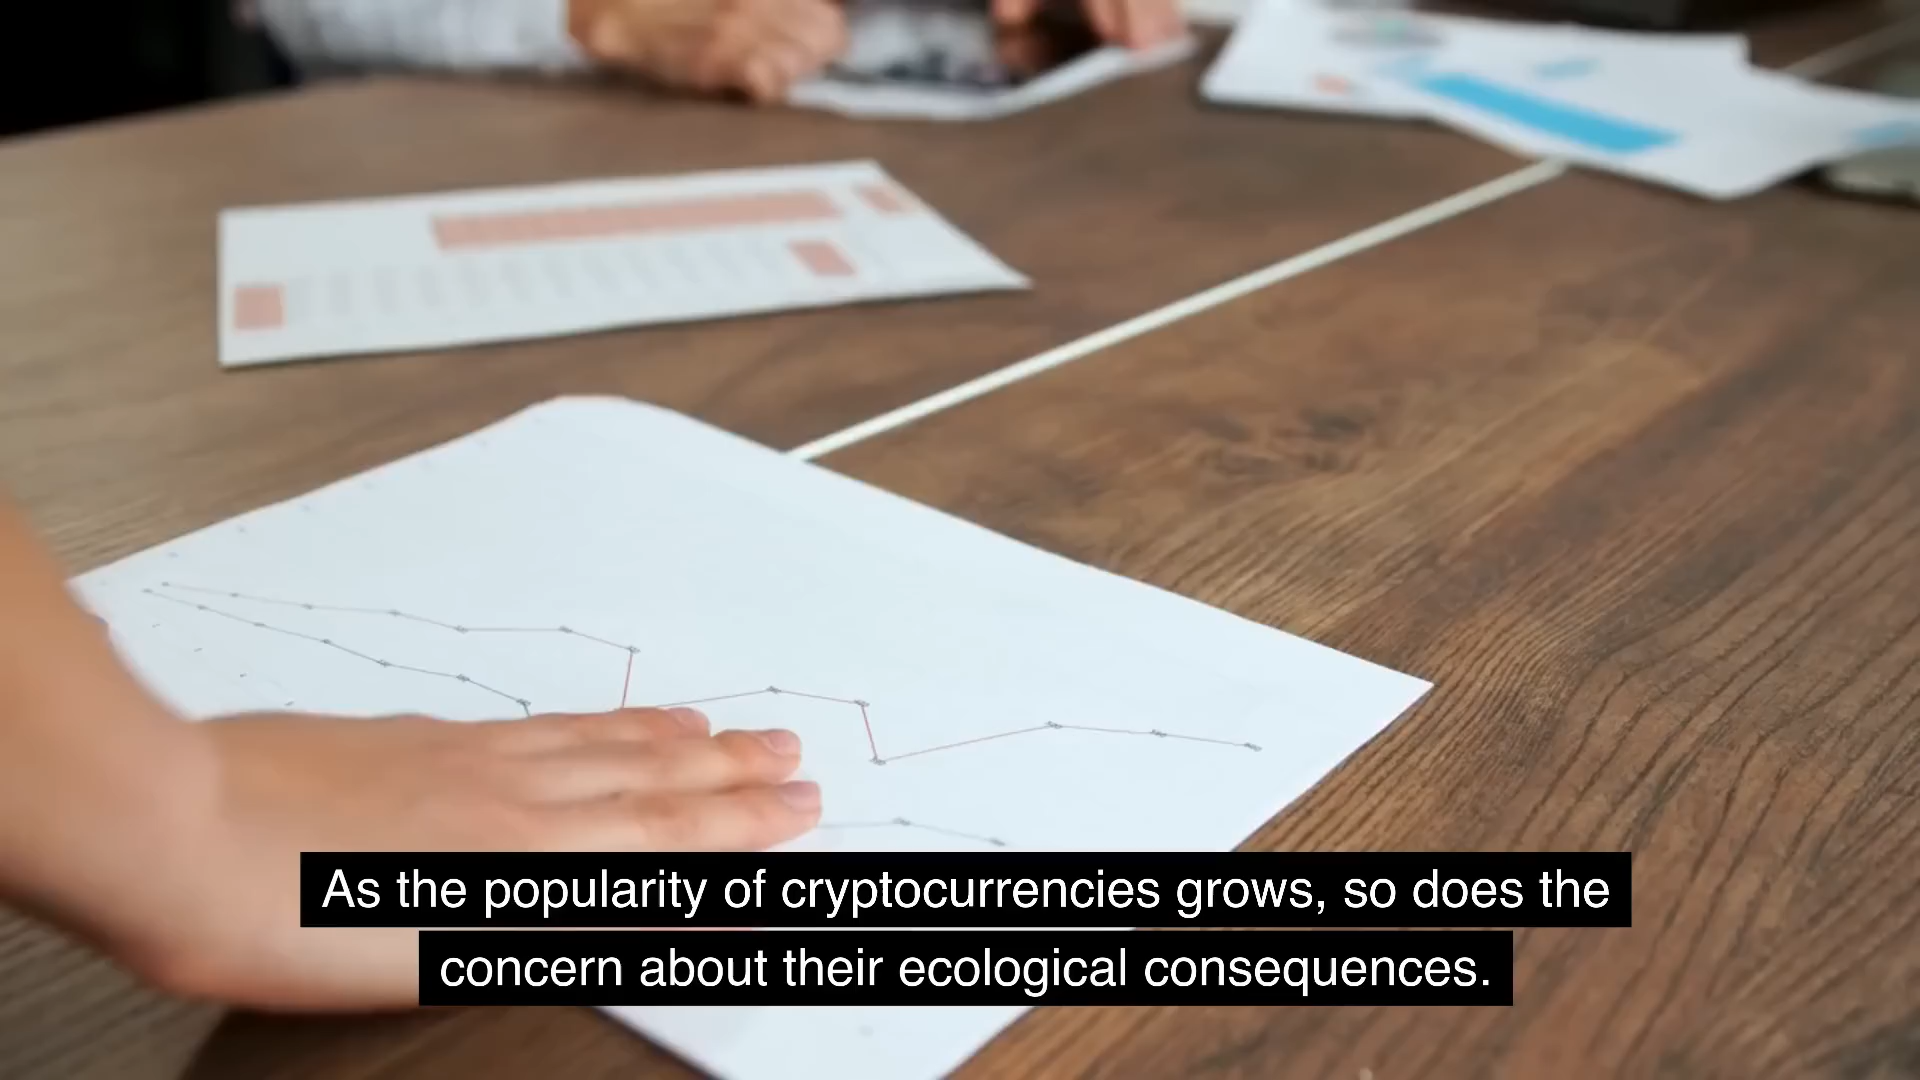 As the popularity of cryptocurrencies grows, so does the
concern about their ecological consequences.